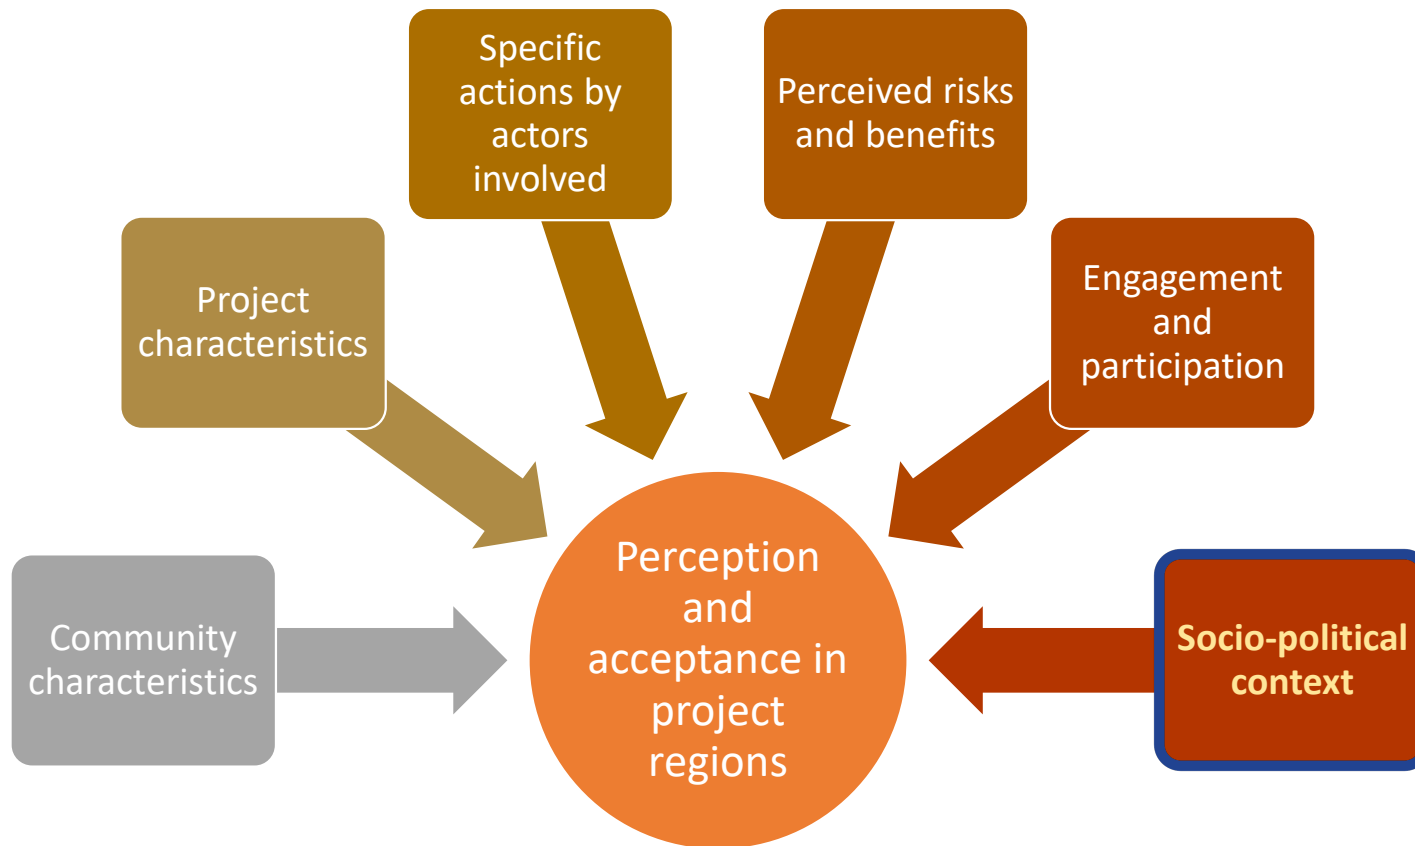 Specific
actions by
actors
involved
Perceived risks
and benefits
Project
characteristics
Engagement
and
participation
Community
characteristics
Perception
and
acceptance in
project
regions
Socio-political
context